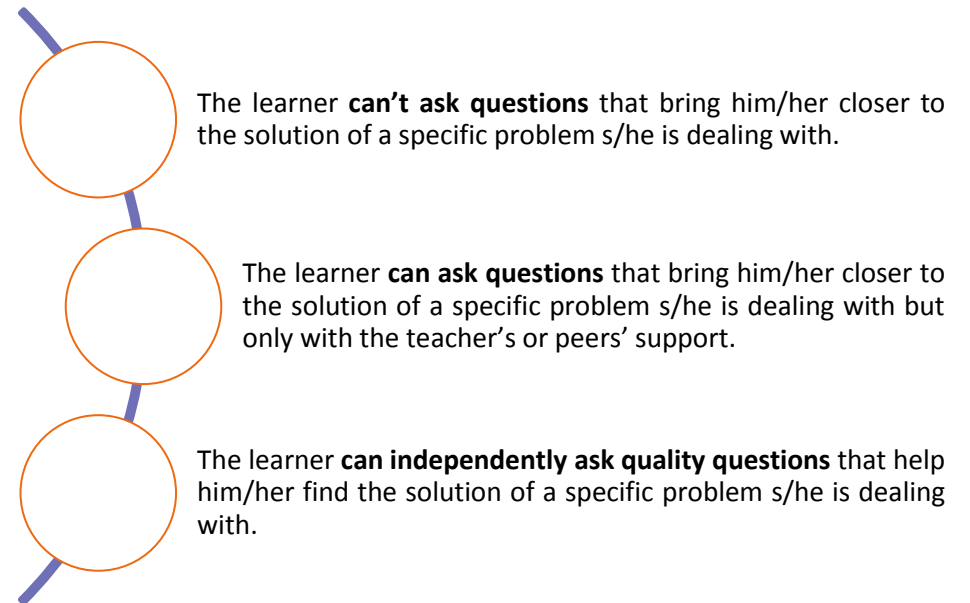 The learner can’t ask questions that bring him/her closer to
the solution of a specific problem s/he is dealing with.
The learner can ask questions that bring him/her closer to
the solution of a specific problem s/he is dealing with but
only with the teacher’s or peers’ support.
The learner can independently ask quality questions that help
him/her find the solution of a specific problem s/he is dealing
with.